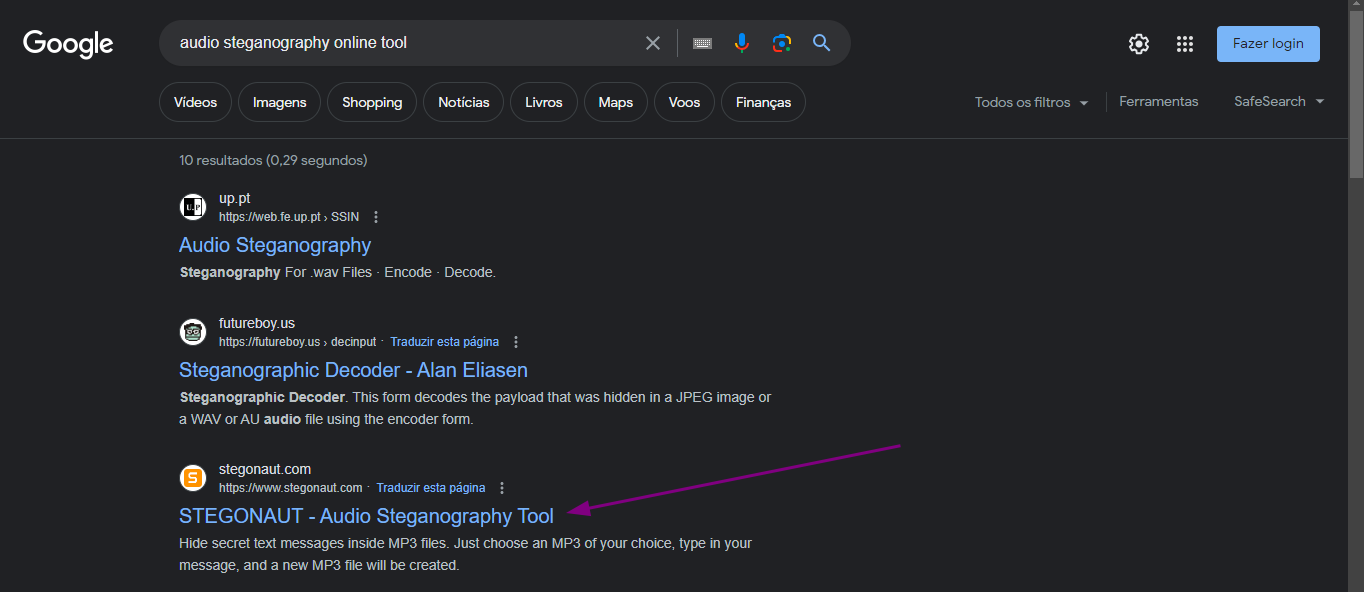 Google
audio steganography online tool
Fazer login
Vídeos Imagens Shopping Notícias Livros Maps Voos Finanças
Todos os filtros Ferramentas SafeSearch
10 resultados (0,29 segundos)
U.P
up.pt
https://web.fe.up.pt › SSIN
Audio Steganography
Steganography For .wav Files · Encode · Decode.
futureboy.us
https://futureboy.us › decinput · Traduzir esta página
Steganographic Decoder - Alan Eliasen
Steganographic Decoder. This form decodes the payload that was hidden in a JPEG image or
a WAV or AU audio file using the encoder form.
S
stegonaut.com
https://www.stegonaut.com · Traduzir esta página
STEGONAUT - Audio Steganography Tool
Hide secret text messages inside MP3 files. Just choose an MP3 of your choice, type in your
message, and a new MP3 file will be created.